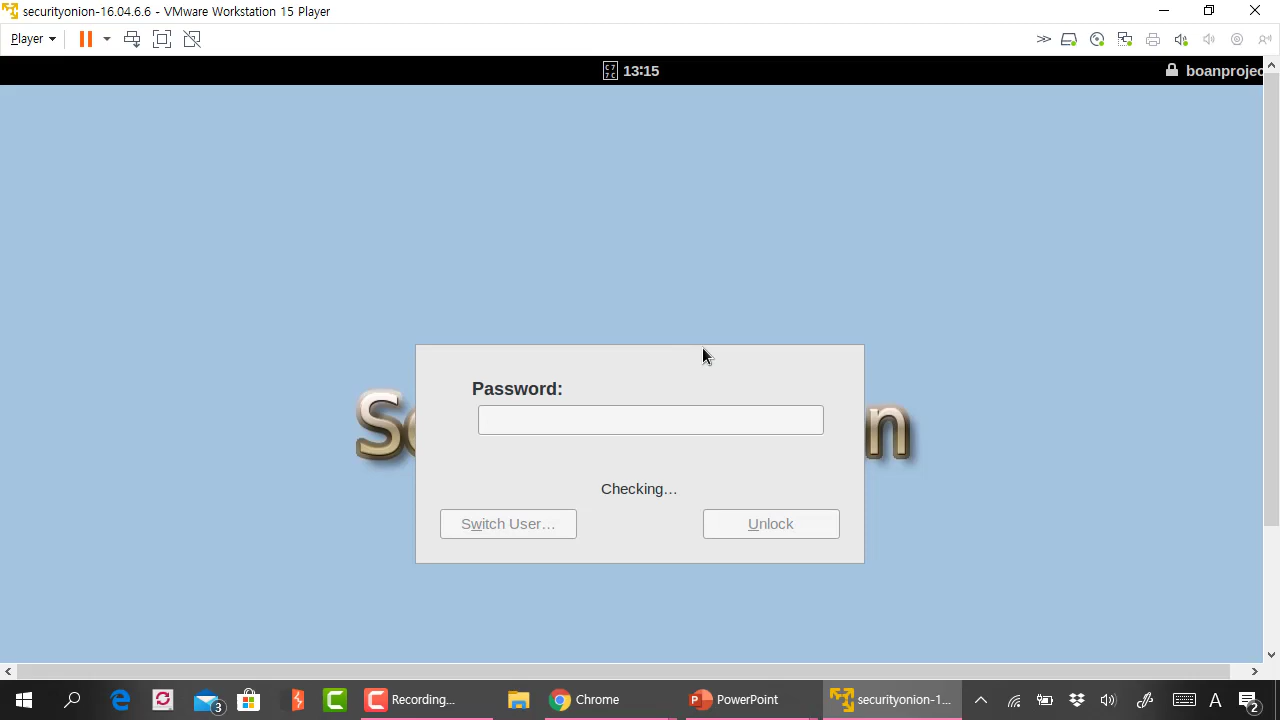 securityonion-16.04.6.6 - VMware Workstation 15 Player
Player
13:15
boanprojec
Password:
Checking…
Switch User…
Unlock
3
Recording...
Chrome
PowerPoint
securityonion-1...
A
2